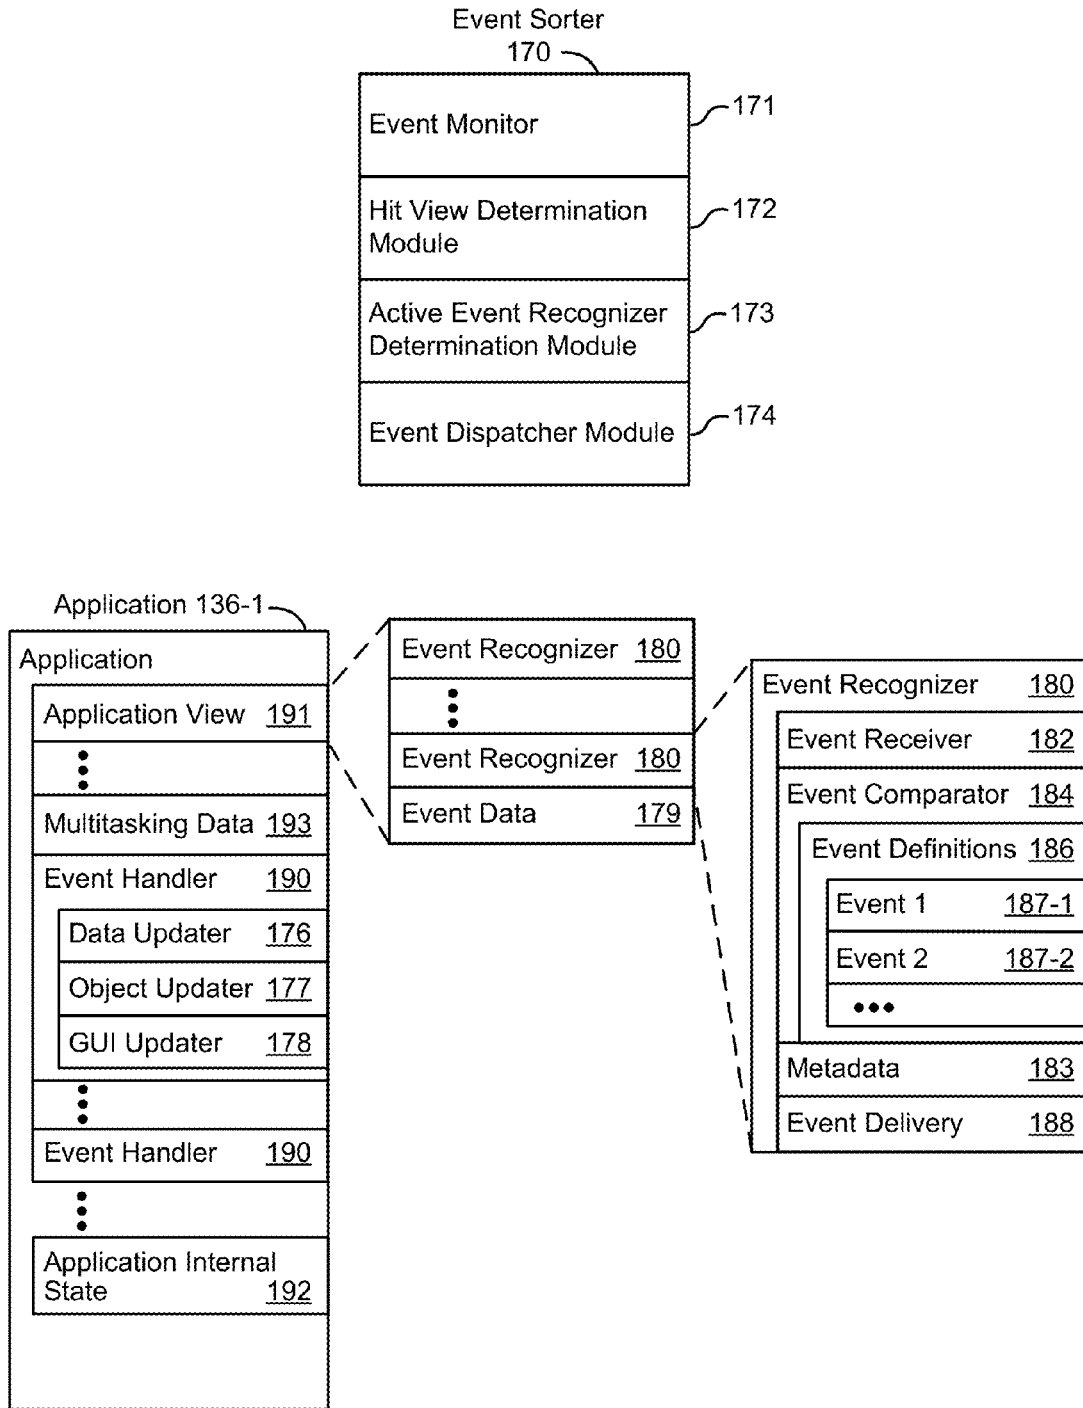 Event Sorter
170
Event Monitor
171
Hit View Determination
Module
172
Active Event Recognizer
Determination Module
173
Event Dispatcher Module
174
Application 136-1
Application
Application View 191
Multitasking Data 193
Event Handler 190
Data Updater 176
Object Updater 177
GUI Updater 178
Event Handler 190
Application Internal
State 192
Event Recognizer 180
Event Recognizer 180
Event Data 179
Event Recognizer 180
Event Receiver 182
Event Comparator 184
Event Definitions 186
Event 1 187-1
Event 2 187-2
Metadata 183
Event Delivery 188